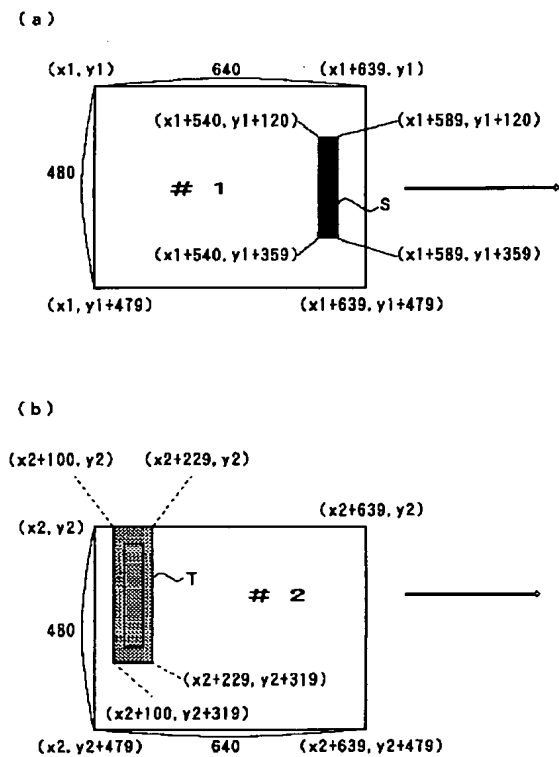 (a)
(x1, y1) 640 (x1+639, y1)
(x1+540, y1+120) (x1+589, y1+120)
480 # 1 S
(x1+540, y1+359) (x1+589, y1+359)
(x1, y1+479) (x1+639, y1+479)
(b)
(x2+100, y2) (x2+229, y2)
(x2, y2) (x2+639, y2)
T # 2
480
(x2+229, y2+319)
(x2+100, y2+319)
(x2, y2+479) 640 (x2+639, y2+479)